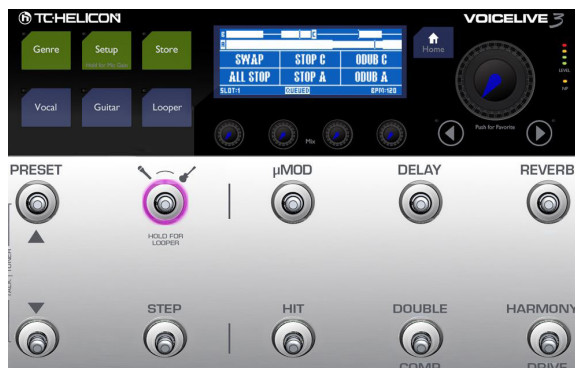 TC·HELICON
VOICELIVE 3
Genre
Setup
Hold for Mix Gain
Store
Home
Vocal
Guitar
Looper
SWAP STOP C ODUB C
ALL STOP STOP A ODUB A
SLOT:1 QUEUED BPM:120
Mix
LEVEL
Push for Favorite
PRESET
µMOD
DELAY
REVERB
HOLD FOR
LOOPER
STEP
HIT
DOUBLE
HARMONY
COMP
DRIVE